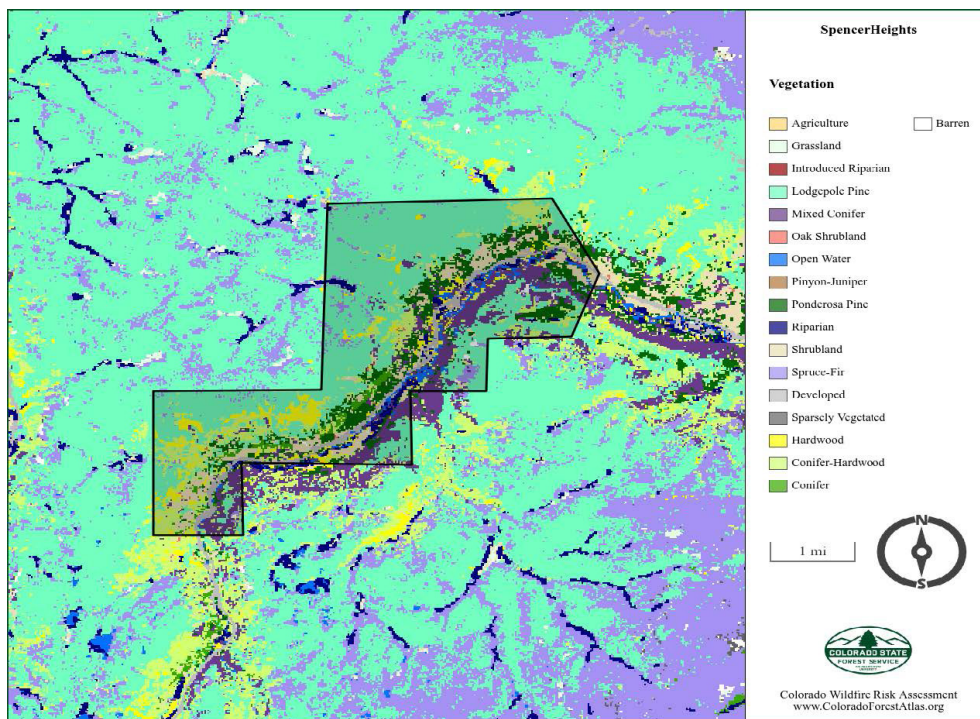 SpencerHeights
Vegetation
Agriculture
Barren
Grassland
Introduced Riparian
Lodgepole Pine
Mixed Conifer
Oak Shrubland
Open Water
Pinyon-Juniper
Ponderosa Pine
Riparian
Shrubland
Spruce-Fir
Developed
Sparsely Vegetated
Hardwood
Conifer-Hardwood
Conifer
N
1 mi
S
COLORADO STATE
FOREST SERVICE
Colorado Wildfire Risk Assessment
www.ColoradoForestAtlas.org